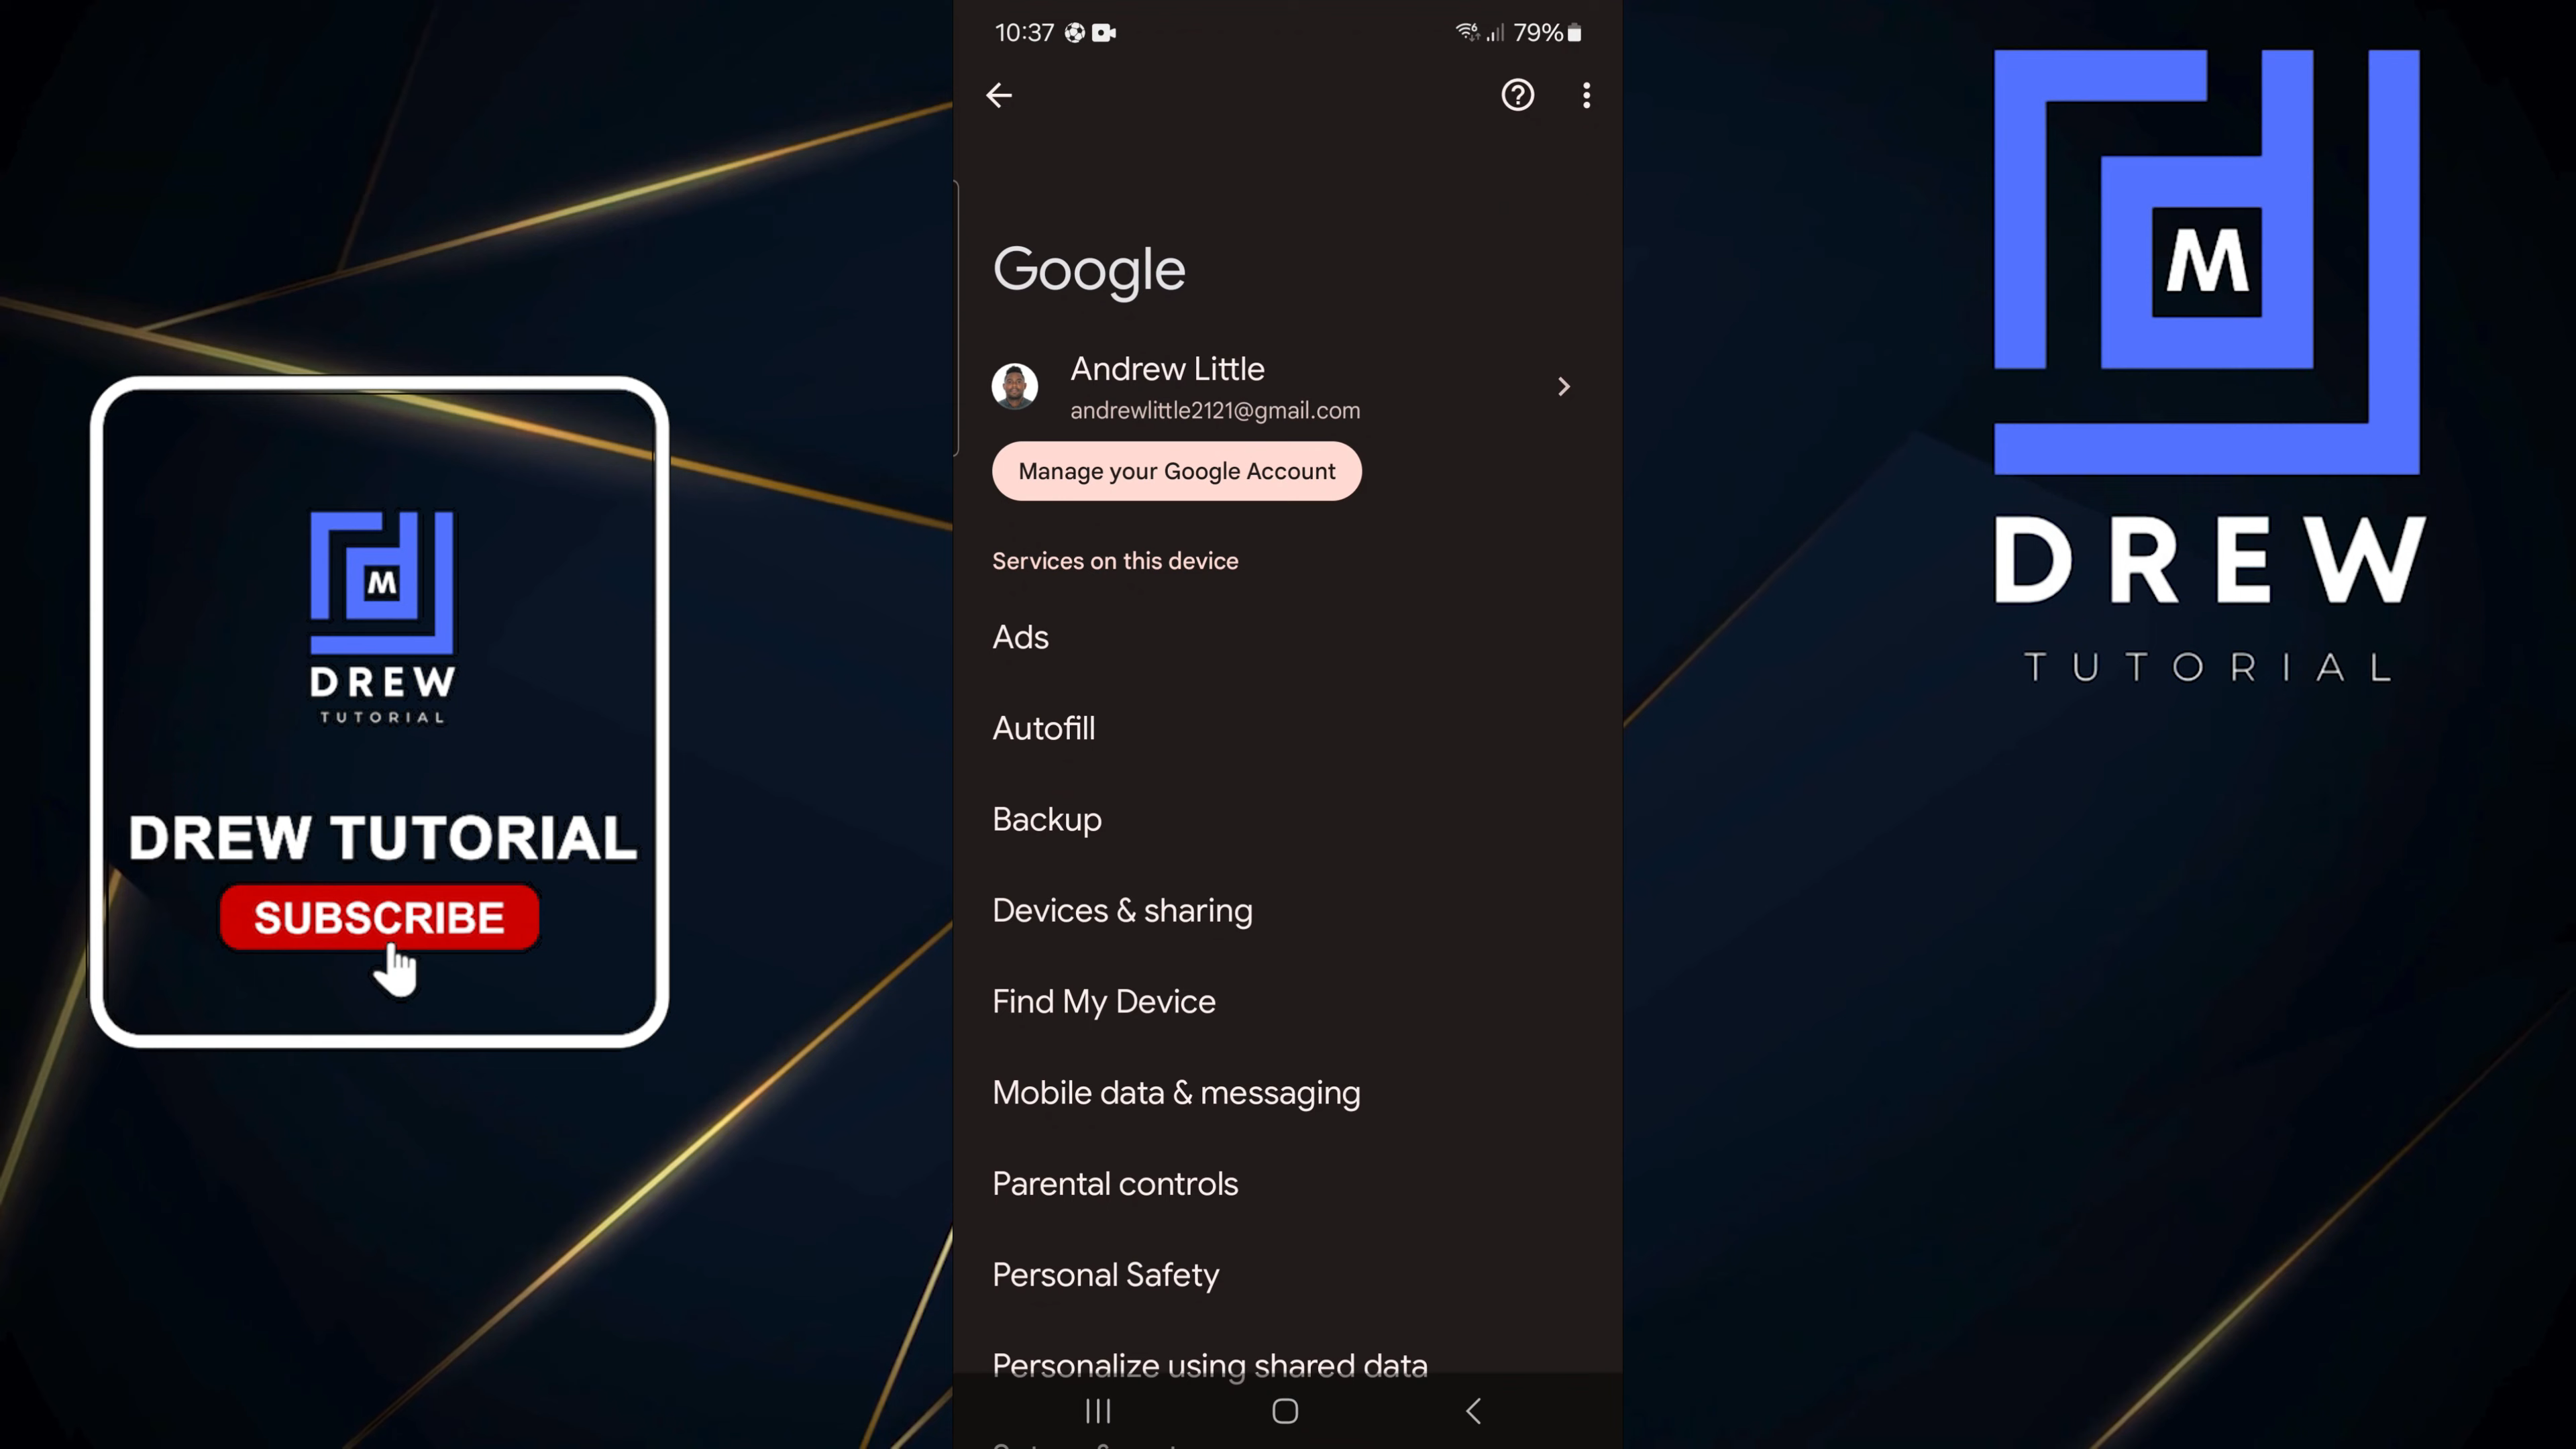 M
DREW
TUTORIAL
DREW TUTORIAL
SUBSCRIBE
10:37
79%
Google
Andrew Little
andrewlittle2121@gmail.com
Manage your Google Account
Services on this device
Ads
Autofill
Backup
Devices & sharing
Find My Device
Mobile data & messaging
Parental controls
Personal Safety
Personalize using shared data
M
DREW
TUTORIAL